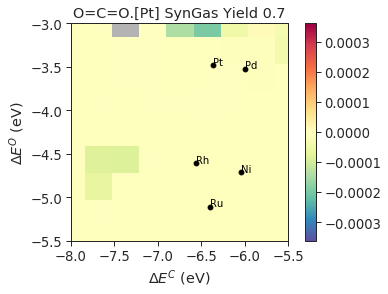 O=C=O.[Pt] SynGas Yield 0.7
−3.0
−3.5
−4.0
−4.5
−5.0
−5.5
ΔE^O (eV)
Pt
Pd
Rh
Ni
Ru
−8.0 −7.5 −7.0 −6.5 −6.0 −5.5
ΔE^C (eV)
0.0003
0.0002
0.0001
0.0000
−0.0001
−0.0002
−0.0003